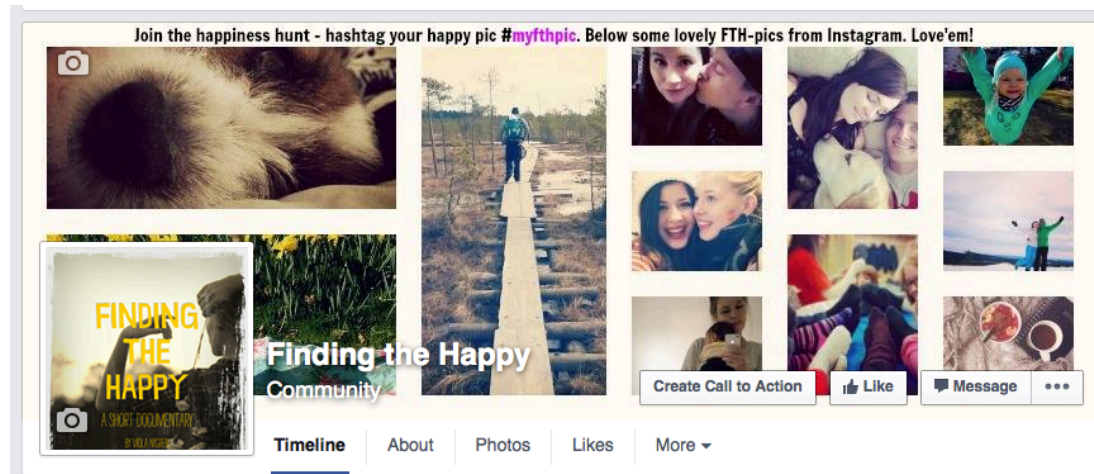 Join the happiness hunt - hashtag your happy pic #myfthpic. Below some lovely FTH-pics from Instagram. Love'em!
FINDING
THE
HAPPY
A SHORT DOCUMENTARY
BY VIOLA
Finding the Happy
Community
Create Call to Action
Like
Message
•••
Timeline
About
Photos
Likes
More